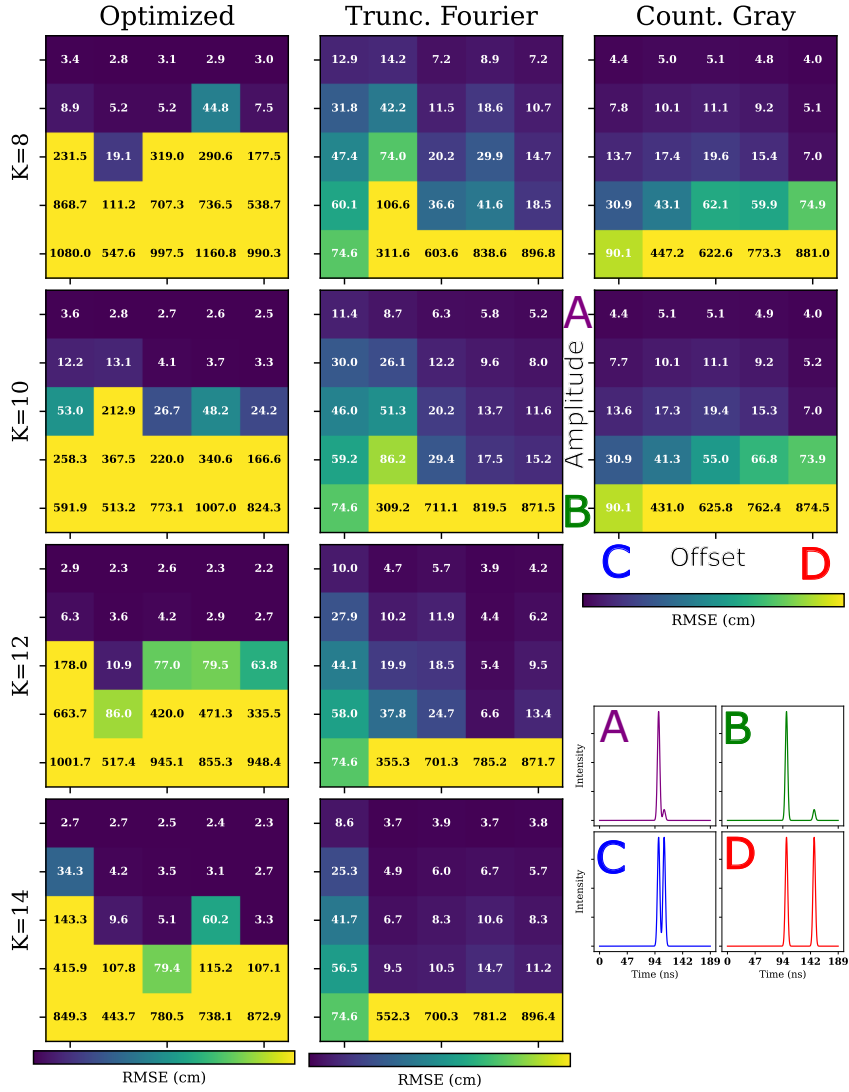 Optimized Trunc. Fourier Count. Gray
K=8
3.4 2.8 3.1 2.9 3.0
8.9 5.2 5.2 44.8 7.5
231.5 19.1 319.0 290.6 177.5
868.7 111.2 707.3 736.5 538.7
1080.0 547.6 997.5 1160.8 990.3
12.9 14.2 7.2 8.9 7.2
31.8 42.2 11.5 18.6 10.7
47.4 74.0 20.2 29.9 14.7
60.1 106.6 36.6 41.6 18.5
74.6 311.6 603.6 838.6 896.8
4.4 5.0 5.1 4.8 4.0
7.8 10.1 11.1 9.2 5.1
13.7 17.4 19.6 15.4 7.0
30.9 43.1 62.1 59.9 74.9
90.1 447.2 622.6 773.3 881.0
K=10
3.6 2.8 2.7 2.6 2.5
12.2 13.1 4.1 3.7 3.3
53.0 212.9 26.7 48.2 24.2
258.3 367.5 220.0 340.6 166.6
591.9 513.2 773.1 1007.0 824.3
11.4 8.7 6.3 5.8 5.2
30.0 26.1 12.2 9.6 8.0
46.0 51.3 20.2 13.7 11.6
59.2 86.2 29.4 17.5 15.2
74.6 309.2 711.1 819.5 871.5
A
Amplitude
B
4.4 5.1 5.1 4.9 4.0
7.7 10.1 11.1 9.2 5.2
13.6 17.3 19.4 15.3 7.0
30.9 41.3 55.0 66.8 73.9
90.1 431.0 625.8 762.4 874.5
C Offset D
RMSE (cm)
K=12
2.9 2.3 2.6 2.3 2.2
6.3 3.6 4.2 2.9 2.7
178.0 10.9 77.0 79.5 63.8
663.7 86.0 420.0 471.3 335.5
1001.7 517.4 945.1 855.3 948.4
10.0 4.7 5.7 3.9 4.2
27.9 10.2 11.9 4.4 6.2
44.1 19.9 18.5 5.4 9.5
58.0 37.8 24.7 6.6 13.4
74.6 355.3 701.3 785.2 871.7
K=14
2.7 2.7 2.5 2.4 2.3
34.3 4.2 3.5 3.1 2.7
143.3 9.6 5.1 60.2 3.3
415.9 107.8 79.4 115.2 107.1
849.3 443.7 780.5 738.1 872.9
RMSE (cm)
8.6 3.7 3.9 3.7 3.8
25.3 4.9 6.0 6.7 5.7
41.7 6.7 8.3 10.6 8.3
56.5 9.5 10.5 14.7 11.2
74.6 552.3 700.3 781.2 896.4
RMSE (cm)
A B
Intensity
C D
Intensity
0 47 94 142 189 0 47 94 142 189
Time (ns) Time (ns)